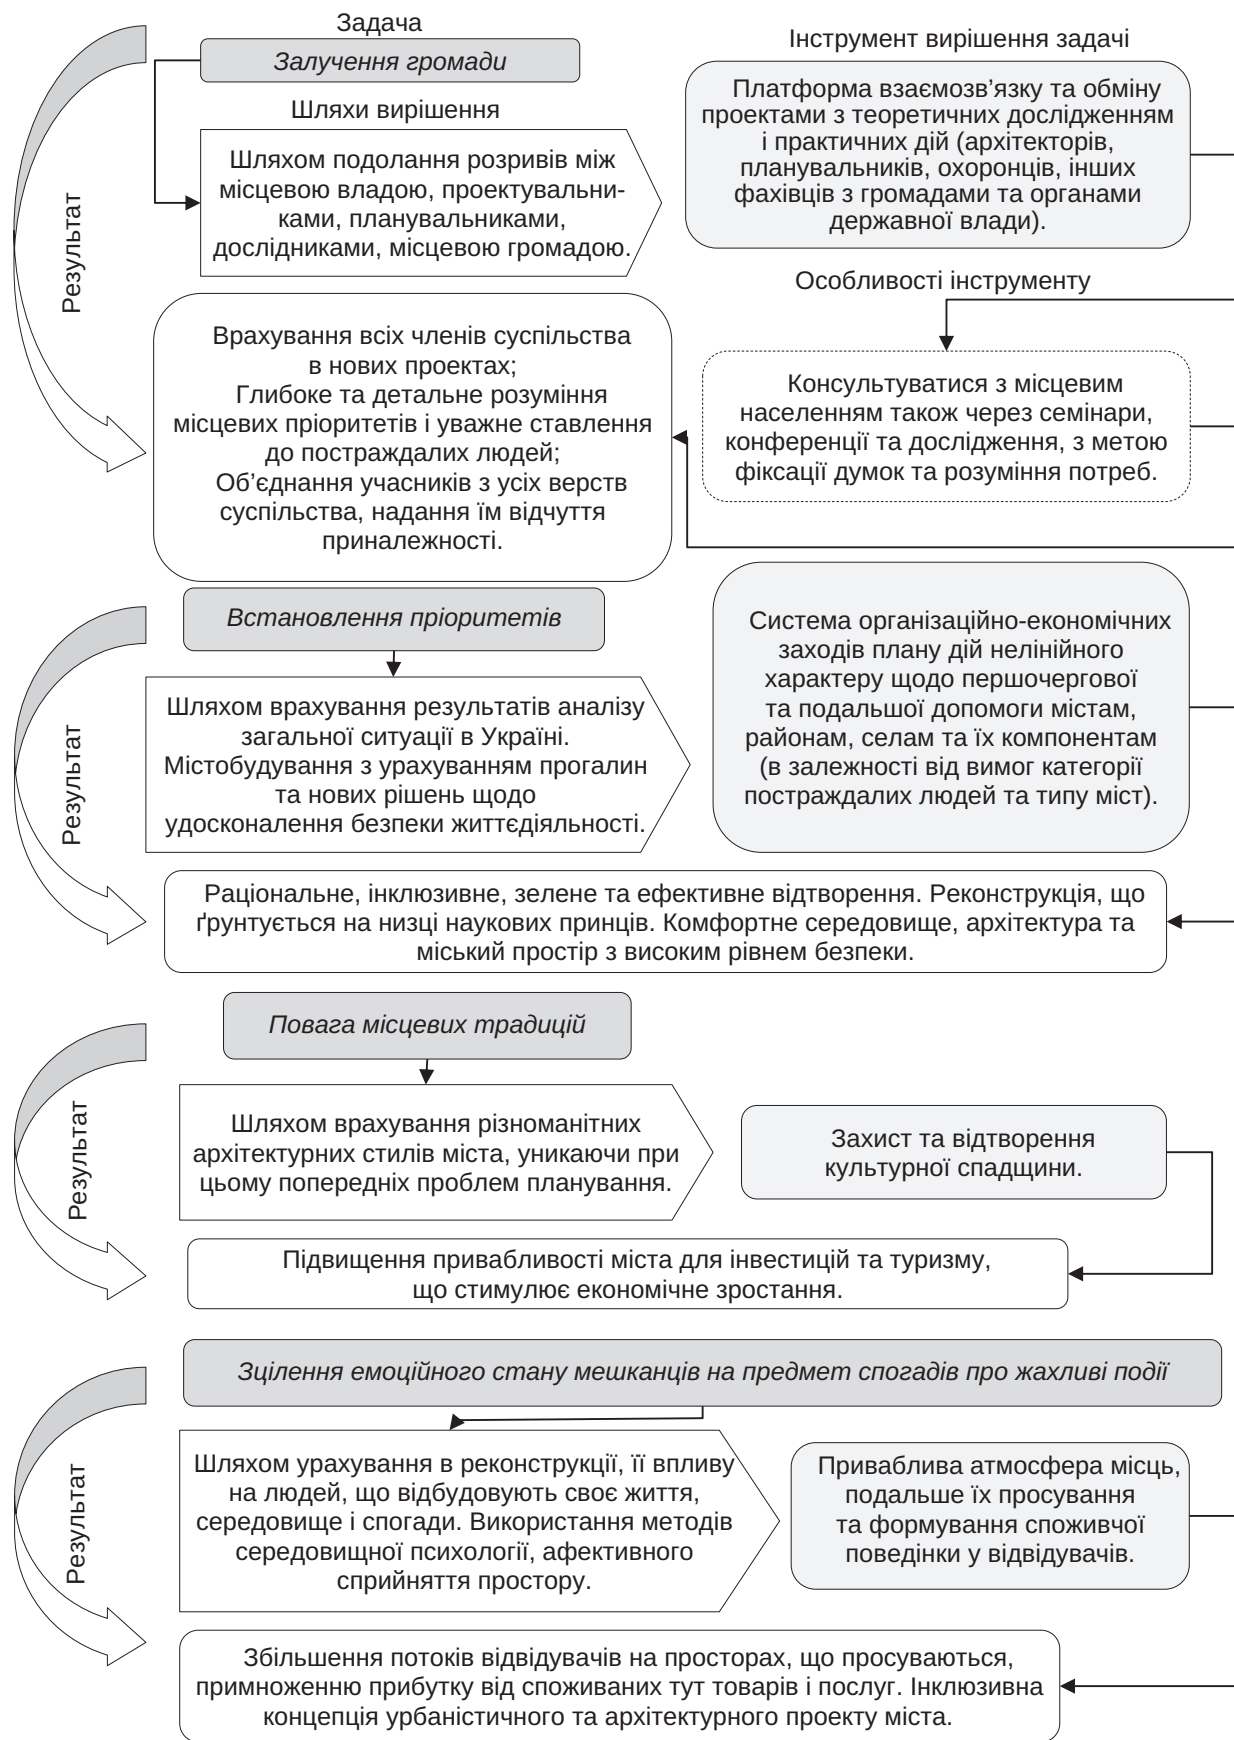 Задача
Залучення громади
Шляхи вирішення
Шляхом подолання розривів між
місцевою владою, проектувальни-
ками, планувальниками,
дослідниками, місцевою громадою.
Інструмент вирішення задачі
Платформа взаємозв’язку та обміну
проектами з теоретичних дослідженням
і практичних дій (архітекторів,
планувальників, охоронців, інших
фахівців з громадами та органами
державної влади).
Особливості інструменту
Консультуватися з місцевим
населенням також через семінари,
конференції та дослідження, з метою
фіксації думок та розуміння потреб.
Результат
Врахування всіх членів суспільства
в нових проектах;
Глибоке та детальне розуміння
місцевих пріоритетів і уважне ставлення
до постраждалих людей;
Об’єднання учасників з усіх верств
суспільства, надання їм відчуття
приналежності.
Встановлення пріоритетів
Шляхом врахування результатів аналізу
загальної ситуації в Україні.
Містобудування з урахуванням прогалин
та нових рішень щодо
удосконалення безпеки життєдіяльності.
Система організаційно-економічних
заходів плану дій нелінійного
характеру щодо першочергової
та подальшої допомоги містам,
районам, селам та їх компонентам
(в залежності від вимог категорії
постраждалих людей та типу міст).
Результат
Раціональне, інклюзивне, зелене та ефективне відтворення. Реконструкція, що
ґрунтується на низці наукових принців. Комфортне середовище, архітектура та
міський простір з високим рівнем безпеки.
Повага місцевих традицій
Шляхом врахування різноманітних
архітектурних стилів міста, уникаючи при
цьому попередніх проблем планування.
Захист та відтворення
культурної спадщини.
Результат
Підвищення привабливості міста для інвестицій та туризму,
що стимулює економічне зростання.
Зцілення емоційного стану мешканців на предмет спогадів про жахливі події
Шляхом урахування в реконструкції, її впливу
на людей, що відбудовують своє життя,
середовище і спогади. Використання методів
середовищної психології, афективного
сприйняття простору.
Приваблива атмосфера місць,
подальше їх просування
та формування споживчої
поведінки у відвідувачів.
Результат
Збільшення потоків відвідувачів на просторах, що просуваються,
примноженню прибутку від споживаних тут товарів і послуг. Інклюзивна
концепція урбаністичного та архітектурного проекту міста.